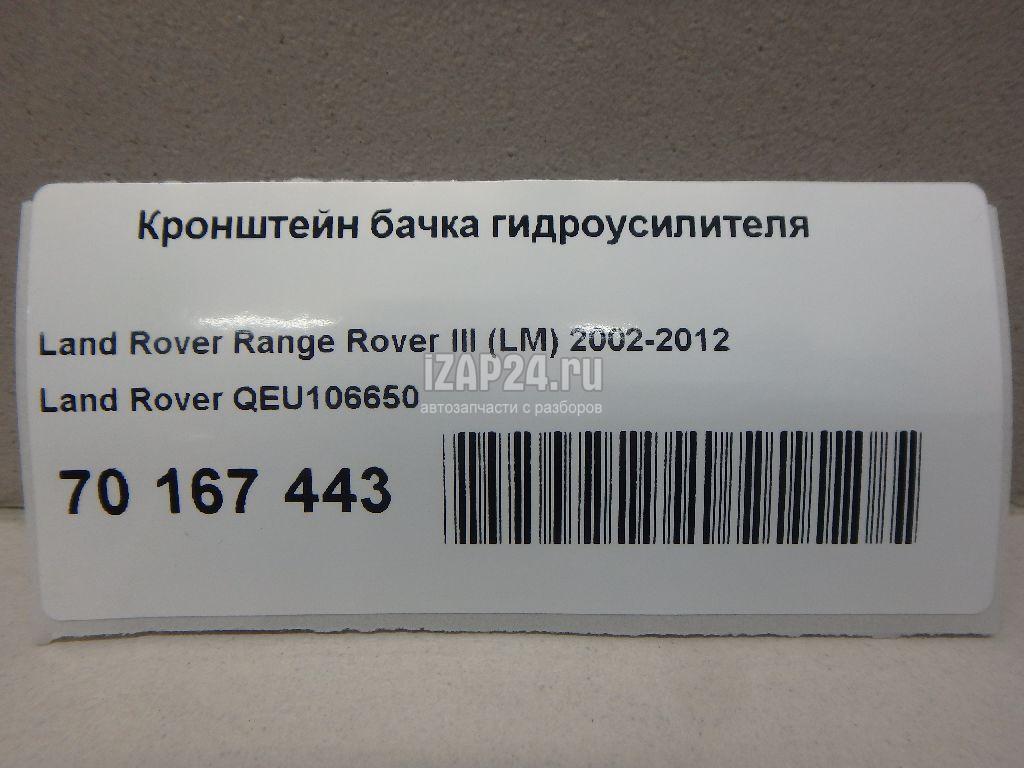 Кронштейн бачка гидроусилителя
Land Rover Range Rover III (LM) 2002-2012
iZAP24.ru
Land Rover QEU106650
автозапчасти с разборов
70 167 443